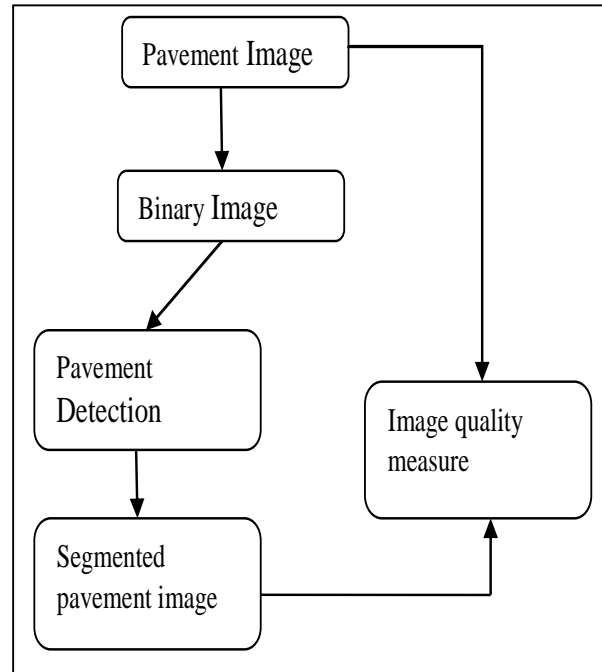 Pavement Image
Binary Image
Pavement
Detection
Image quality
measure
Segmented
pavement image